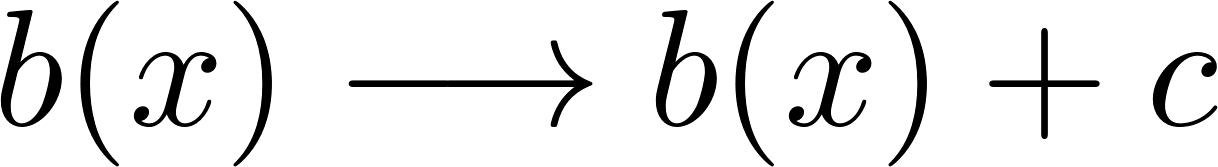 b(x) ⟶ b(x) + c